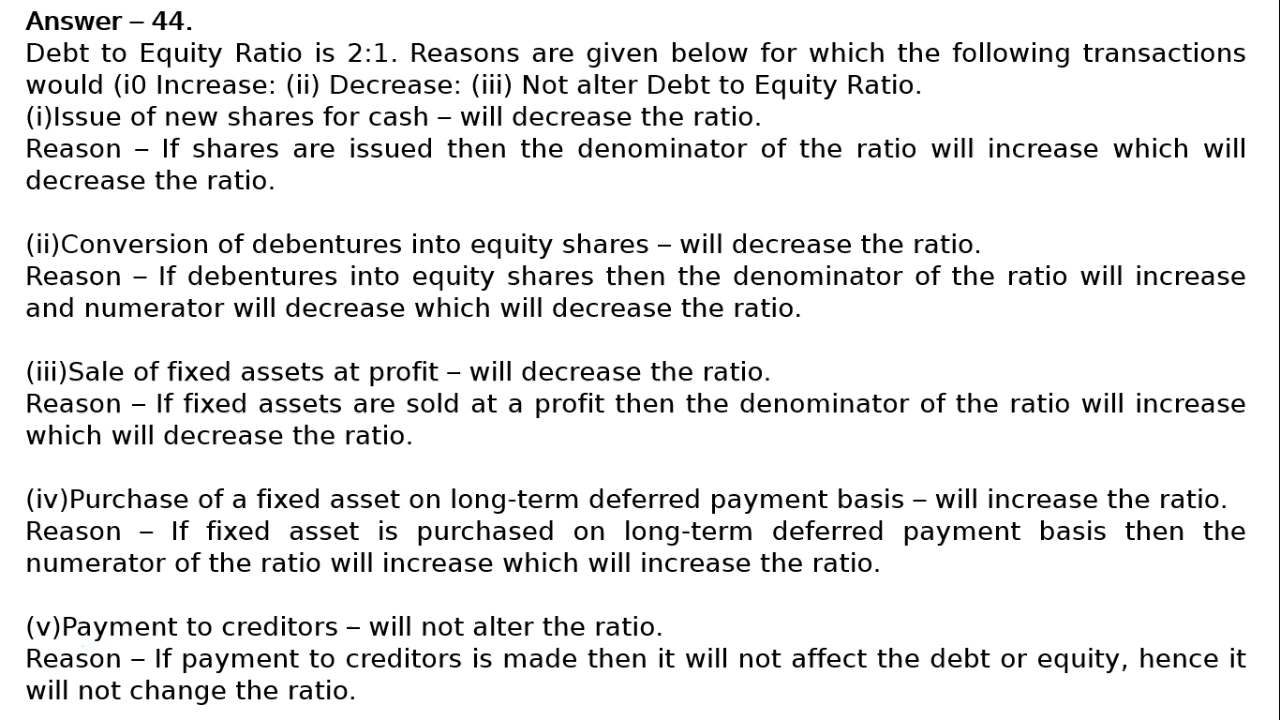 Answer – 44.
Debt to Equity Ratio is 2:1. Reasons are given below for which the following transactions
would (i0 Increase: (ii) Decrease: (iii) Not alter Debt to Equity Ratio.
(i)Issue of new shares for cash – will decrease the ratio.
Reason – If shares are issued then the denominator of the ratio will increase which will
decrease the ratio.
(ii)Conversion of debentures into equity shares – will decrease the ratio.
Reason – If debentures into equity shares then the denominator of the ratio will increase
and numerator will decrease which will decrease the ratio.
(iii)Sale of fixed assets at profit – will decrease the ratio.
Reason – If fixed assets are sold at a profit then the denominator of the ratio will increase
which will decrease the ratio.
(iv)Purchase of a fixed asset on long-term deferred payment basis – will increase the ratio.
Reason – If fixed asset is purchased on long-term deferred payment basis then the
numerator of the ratio will increase which will increase the ratio.
(v)Payment to creditors – will not alter the ratio.
Reason – If payment to creditors is made then it will not affect the debt or equity, hence it
will not change the ratio.